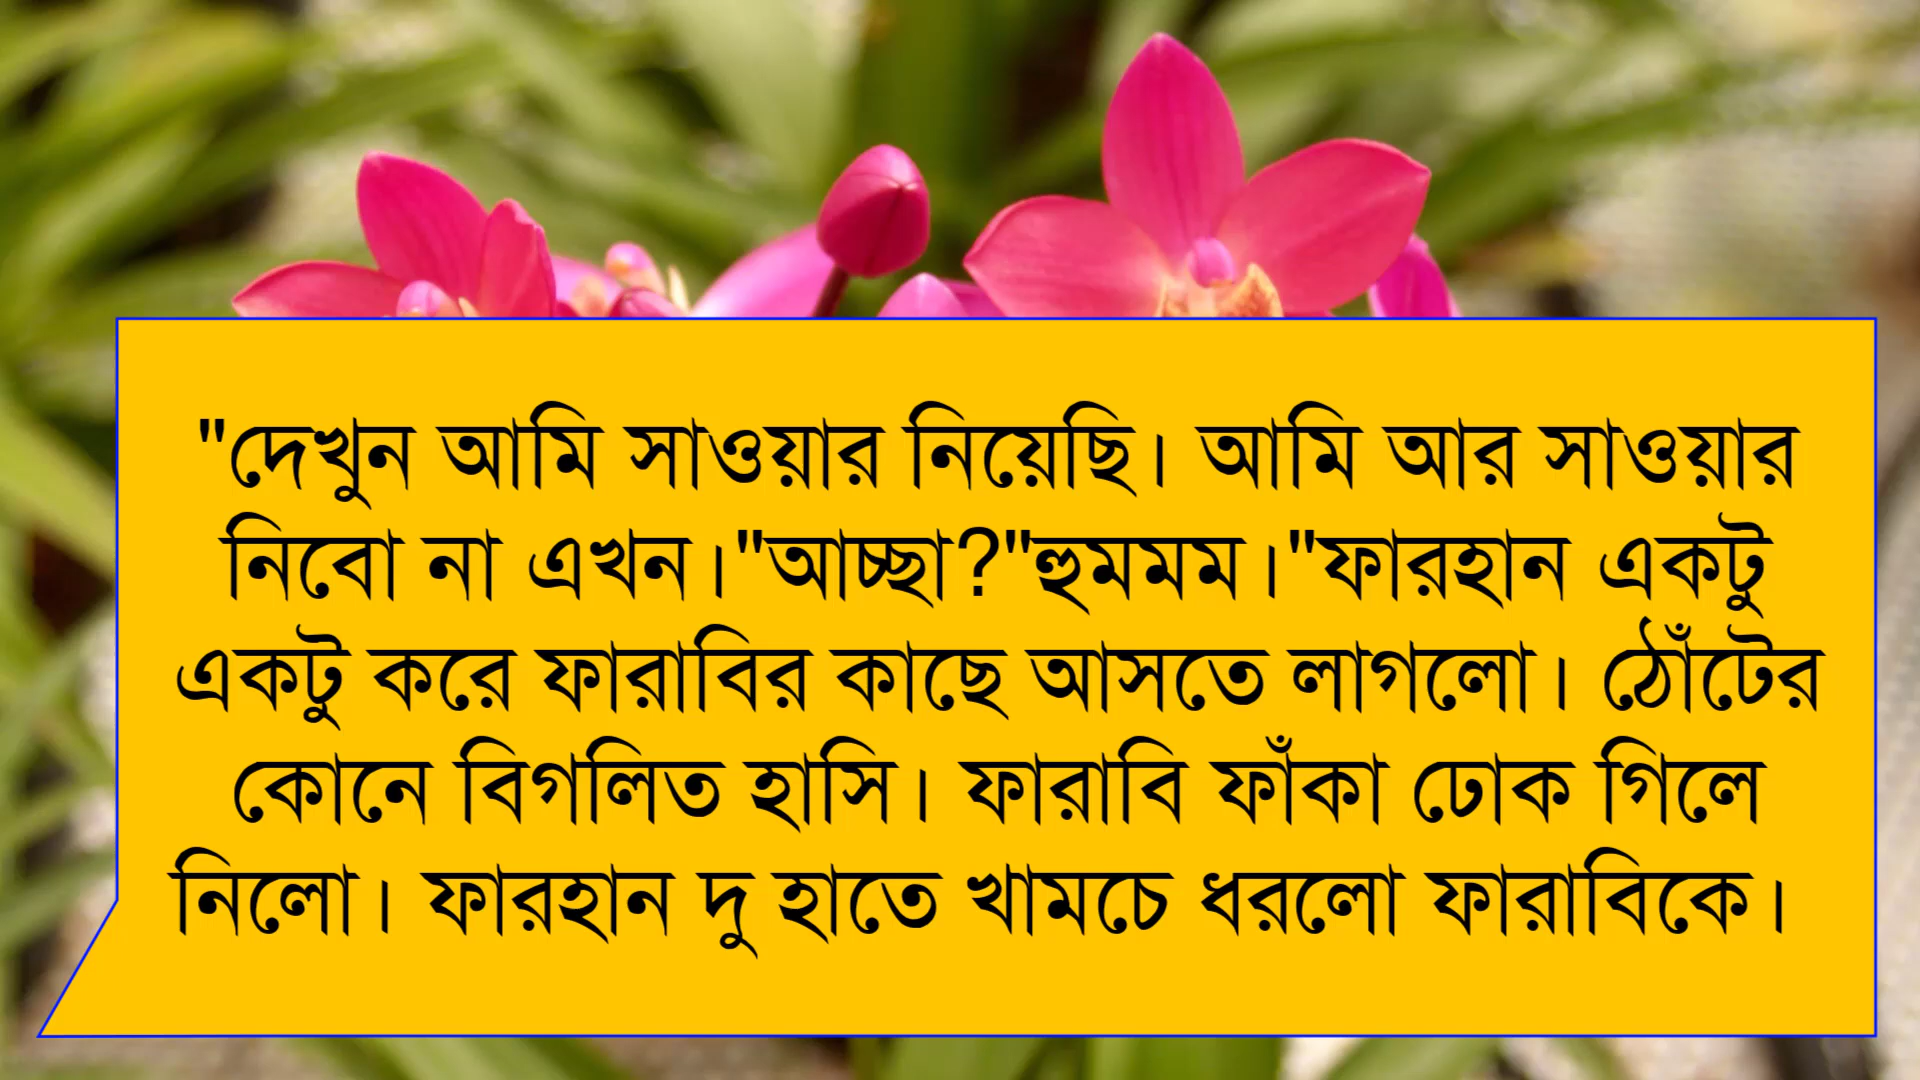 "দেখুন আমি সাওয়ার নিয়েছি। আমি আর সাওয়ার
নিবো না এখন।"আচ্ছা?"হুমমম।"ফারহান একটু
একটু করে ফারাবির কাছে আসতে লাগলো। ঠোঁটের
কোনে বিগলিত হাসি। ফারাবি ফাঁকা ঢোক গিলে
নিলো। ফারহান দু হাতে খামচে ধরলো ফারাবিকে।